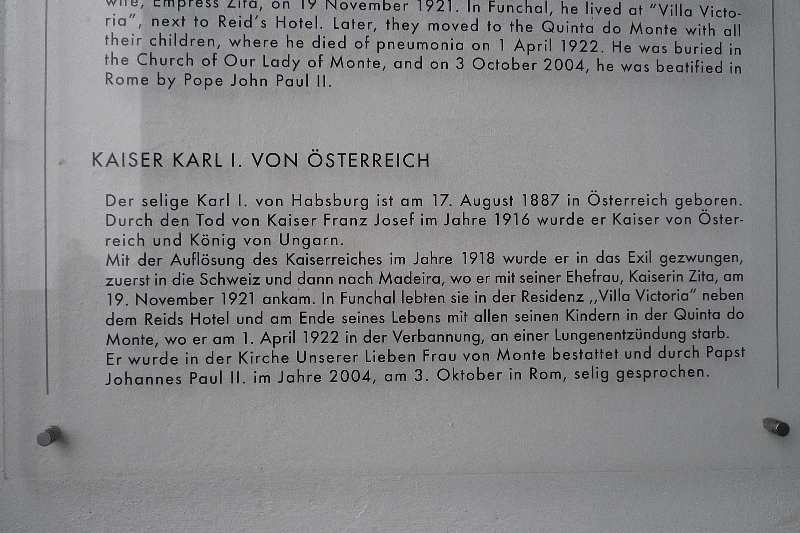 wife, Empress Zita, on 19 November 1921. In Funchal, he lived at “Villa Victo-
ria”, next to Reid’s Hotel. Later, they moved to the Quinta do Monte with all
their children, where he died of pneumonia on 1 April 1922. He was buried in
the Church of Our Lady of Monte, and on 3 October 2004, he was beatified in
Rome by Pope John Paul II.
KAISER KARL I. VON ÖSTERREICH
Der selige Karl I. von Habsburg ist am 17. August 1887 in Österreich geboren.
Durch den Tod von Kaiser Franz Josef im Jahre 1916 wurde er Kaiser von Öster-
reich und König von Ungarn.
Mit der Auflösung des Kaiserreiches im Jahre 1918 wurde er in das Exil gezwungen,
zuerst in die Schweiz und dann nach Madeira, wo er mit seiner Ehefrau, Kaiserin Zita, am
19. November 1921 ankam. In Funchal lebten sie in der Residenz ,,Villa Victoria” neben
dem Reids Hotel und am Ende seines Lebens mit allen seinen Kindern in der Quinta do
Monte, wo er am 1. April 1922 in der Verbannung, an einer Lungenentzündung starb.
Er wurde in der Kirche Unserer Lieben Frau von Monte bestattet und durch Papst
Johannes Paul II. im Jahre 2004, am 3. Oktober in Rom, selig gesprochen.